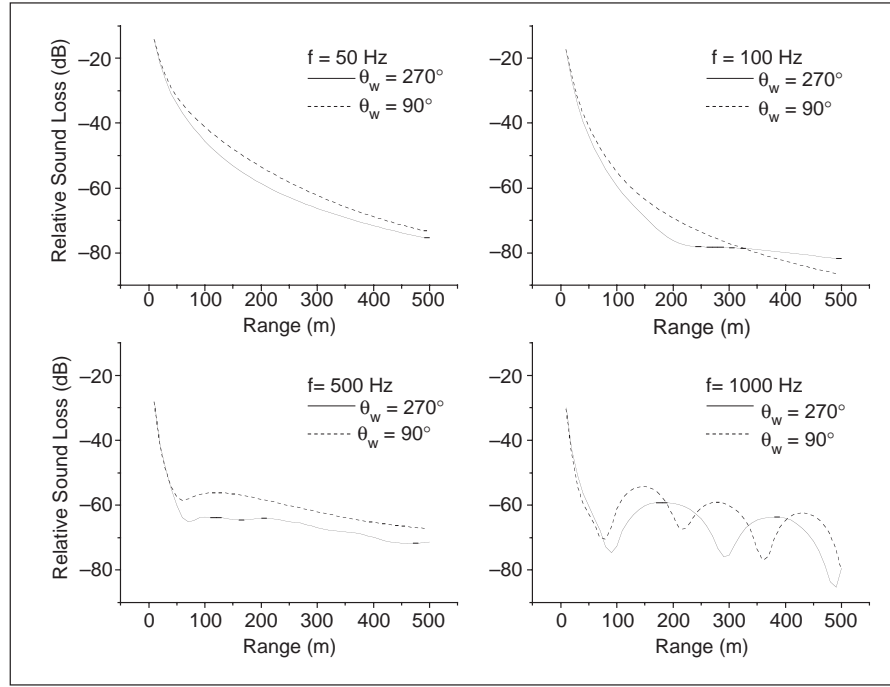 f = 50 Hz
θw = 270°
θw = 90°
Relative Sound Loss (dB)
–20
–40
–60
–80
0 100 200 300 400 500
Range (m)
f = 100 Hz
θw = 270°
θw = 90°
–20
–40
–60
–80
0 100 200 300 400 500
Range (m)
f= 500 Hz
θw = 270°
θw = 90°
Relative Sound Loss (dB)
–20
–40
–60
–80
0 100 200 300 400 500
Range (m)
f= 1000 Hz
θw = 270°
θw = 90°
–20
–40
–60
–80
0 100 200 300 400 500
Range (m)